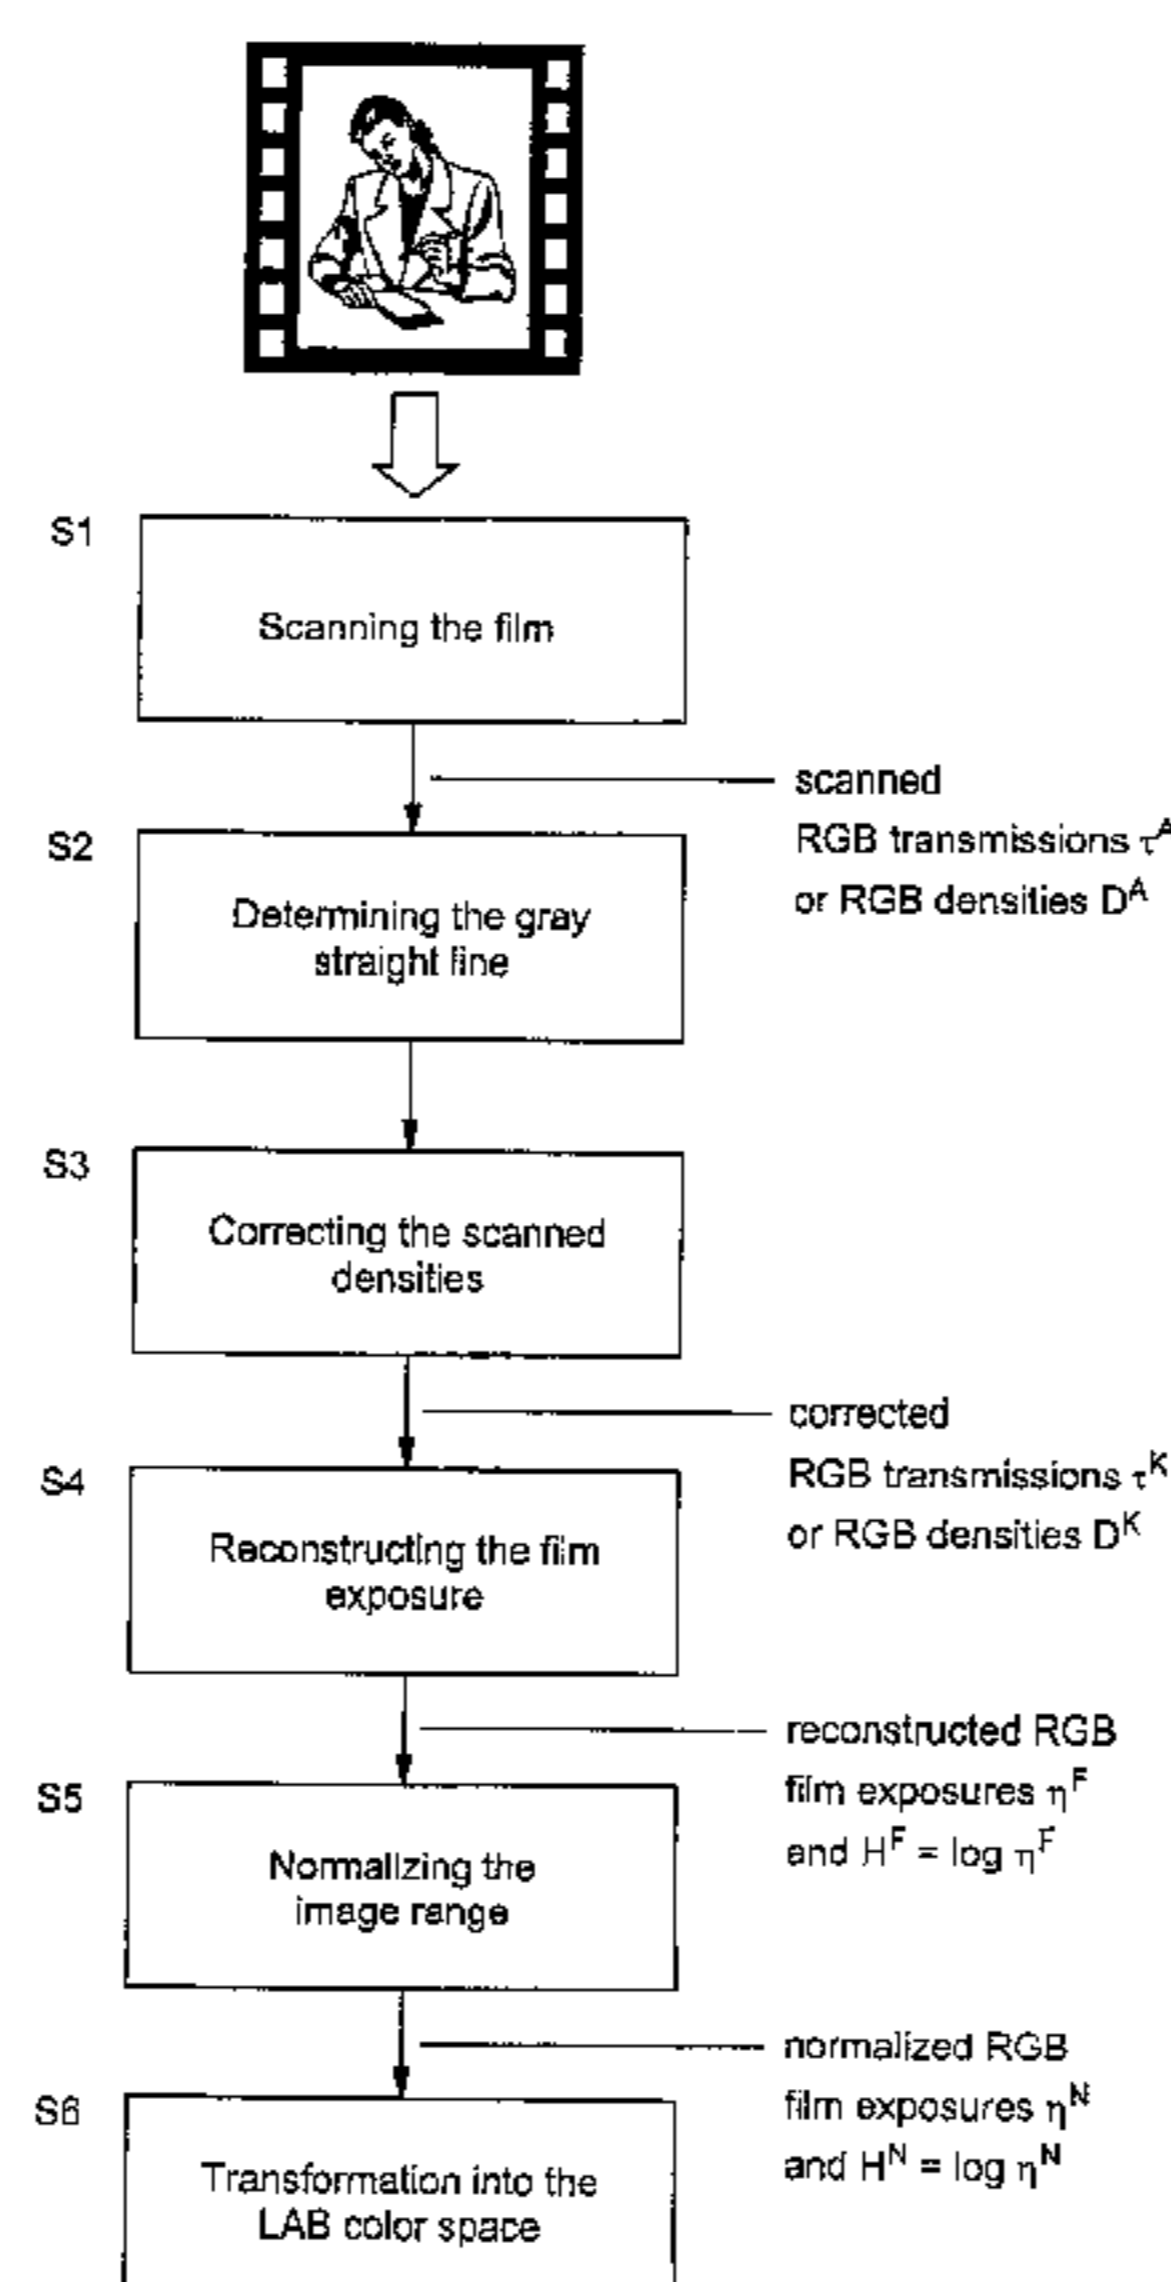 S1
Scanning the film
scanned
RGB transmissions τ^A
or RGB densities D^A
S2
Determining the gray
straight line
S3
Correcting the scanned
densities
corrected
RGB transmissions τ^K
or RGB densities D^K
S4
Reconstructing the film
exposure
reconstructed RGB
film exposures η^F
and H^F = log η^F
S5
Normalizing the
image range
normalized RGB
film exposures η^N
and H^N = log η^N
S6
Transformation into the
LAB color space